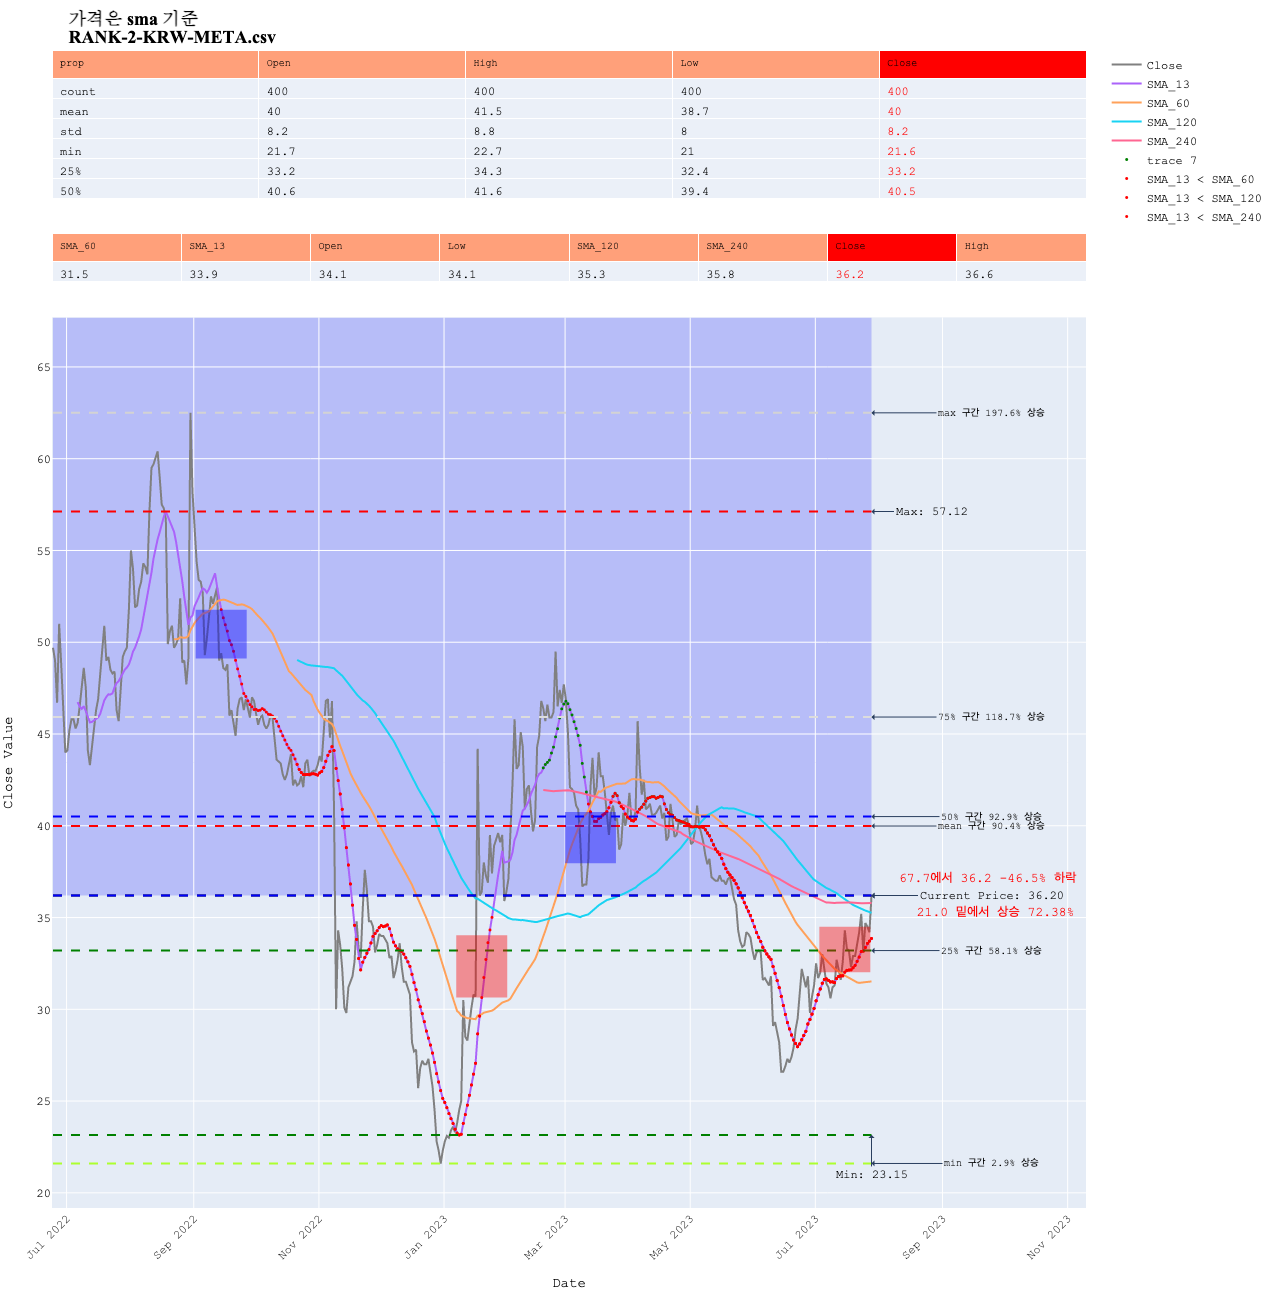 가격은 sma 기준
RANK-2-KRW-META.csv
prop Open High Low Close
count 400 400 400 400
mean 40 41.5 38.7 40
std 8.2 8.8 8 8.2
min 21.7 22.7 21 21.6
25% 33.2 34.3 32.4 33.2
50% 40.6 41.6 39.4 40.5
SMA_60 SMA_13 Open Low SMA_120 SMA_240 Close High
31.5 33.9 34.1 34.1 35.3 35.8 36.2 36.6
Close
SMA_13
SMA_60
SMA_120
SMA_240
trace 7
SMA_13 < SMA_60
SMA_13 < SMA_120
SMA_13 < SMA_240
65
60
55
50
45
40
35
30
25
20
Close Value
max 구간 197.6% 상승
Max: 57.12
75% 구간 118.7% 상승
50% 구간 92.9% 상승
mean 구간 90.4% 상승
67.7에서 36.2 -46.5% 하락
Current Price: 36.20
21.0 밑에서 상승 72.38%
25% 구간 58.1% 상승
min 구간 2.9% 상승
Min: 23.15
Jul 2022
Sep 2022
Nov 2022
Jan 2023
Mar 2023
May 2023
Jul 2023
Sep 2023
Nov 2023
Date